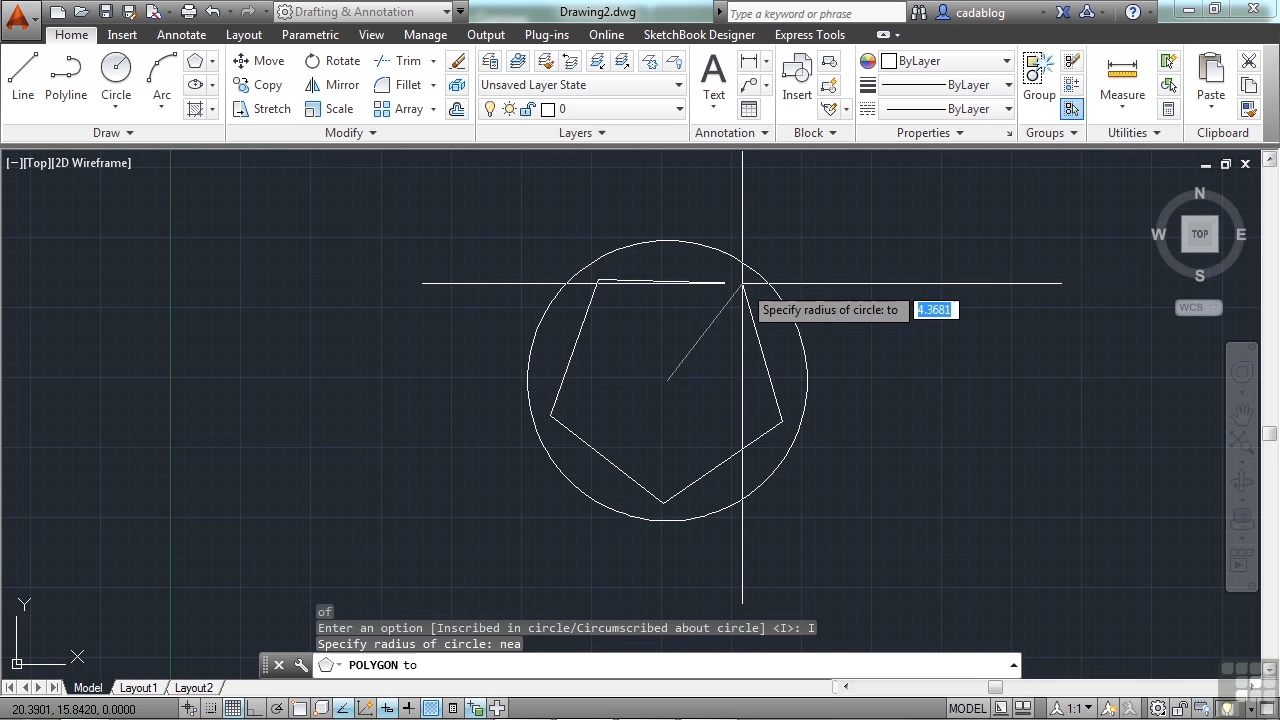 Drafting & Annotation
Drawing2.dwg
Type a keyword or phrase
cadablog
Home Insert Annotate Layout Parametric View Manage Output Plug-ins Online SketchBook Designer Express Tools
Line Polyline Circle Arc
Move Rotate Trim
Copy Mirror Fillet
Stretch Scale Array
Unsaved Layer State
0
Text
Insert
ByLayer
ByLayer
ByLayer
Group
Measure
Paste
Draw Modify Layers Annotation Block Properties Groups Utilities Clipboard
[−][Top][2D Wireframe]
N
W TOP E
S
WCS
Specify radius of circle: to 4.3681
of
Enter an option [Inscribed in circle/Circumscribed about circle] <I>: I
Specify radius of circle: nea
POLYGON to
Y
X
Model Layout1 Layout2
20.3901, 15.8420, 0.0000
MODEL
1:1